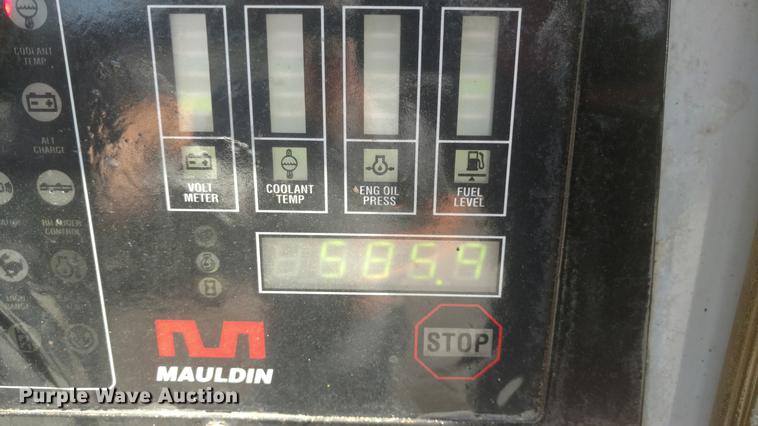 COOLANT
TEMP
ALT
CHARGE
CONTROL
VOLT
METER
COOLANT
TEMP
ENG OIL
PRESS
FUEL
LEVEL
585.9
STOP
MAULDIN
Purple Wave Auction